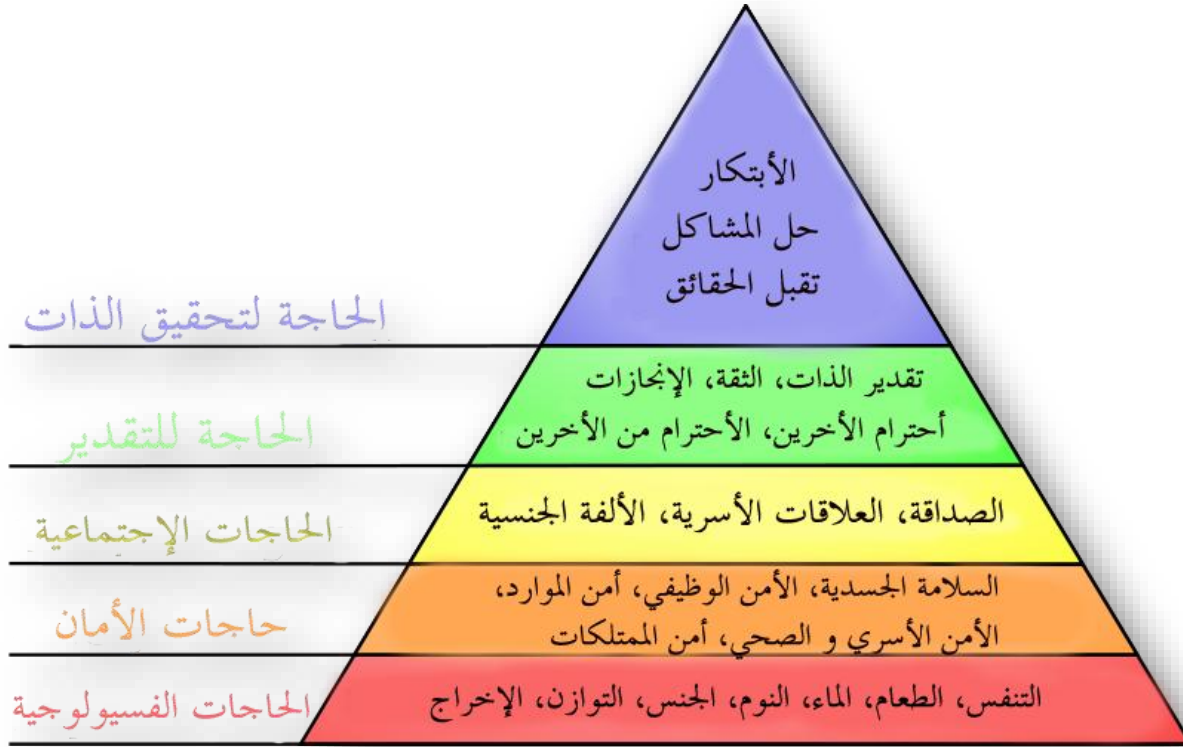 الأبتكار
حل المشاكل
تقبل الحقائق
الحاجة لتحقيق الذات
تقدير الذات، الثقة، الإنجازات
أحترام الأخرين، الأحترام من الأخرين
الحاجة للتقدير
الصداقة، العلاقات الأسرية، الألفة الجنسية
الحاجات الإجتماعية
السلامة الجسدية، الأمن الوظيفي، أمن الموارد،
الأمن الأسري و الصحي، أمن الممتلكات
حاجات الأمان
التنفس، الطعام، الماء، النوم، الجنس، التوازن، الإخراج
الحاجات الفسيولوجية